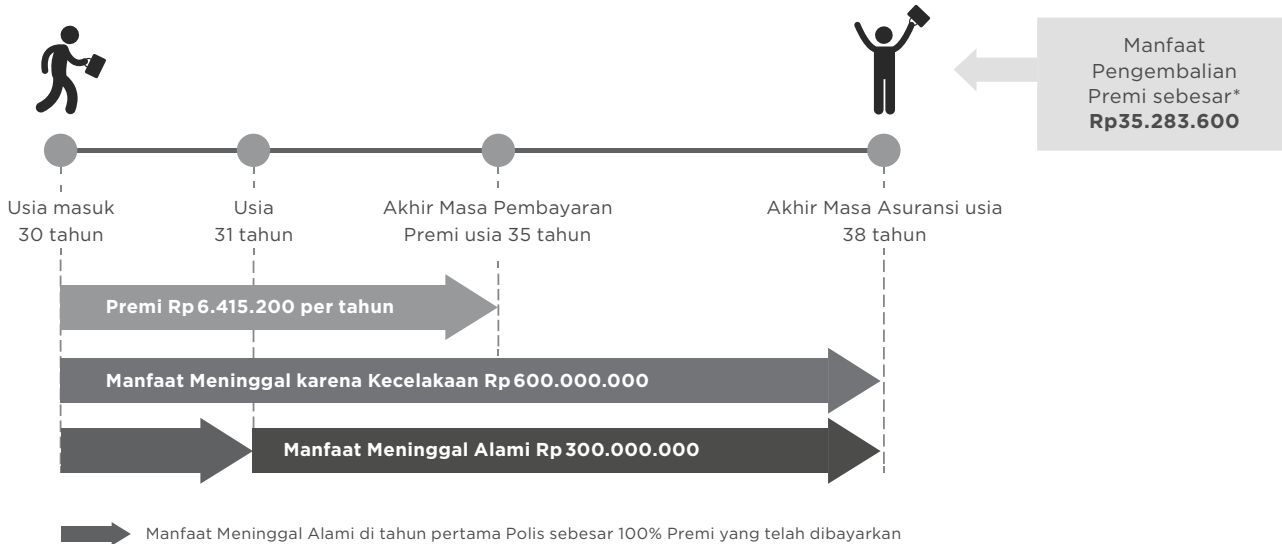 Manfaat
Pengembalian
Premi sebesar*
Rp35.283.600
Usia masuk
30 tahun
Usia
31 tahun
Akhir Masa Pembayaran
Premi usia 35 tahun
Akhir Masa Asuransi usia
38 tahun
Premi Rp 6.415.200 per tahun
Manfaat Meninggal karena Kecelakaan Rp 600.000.000
Manfaat Meninggal Alami Rp 300.000.000
Manfaat Meninggal Alami di tahun pertama Polis sebesar 100% Premi yang telah dibayarkan